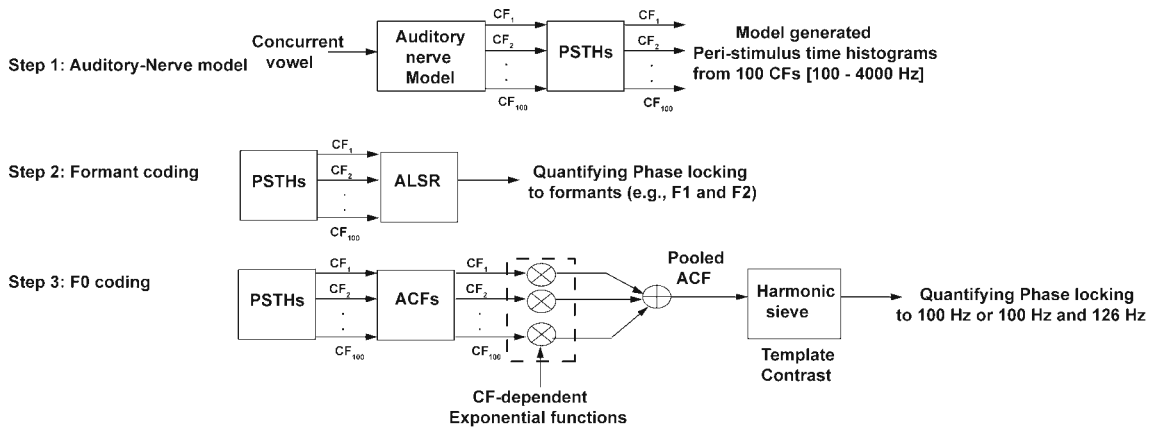 Step 1: Auditory-Nerve model
Concurrent
vowel
Auditory
nerve
Model
CF1
CF2
.
.
CF100
PSTHs
CF1
CF2
.
.
CF100
Model generated
Peri-stimulus time histograms
from 100 CFs [100 - 4000 Hz]
Step 2: Formant coding
PSTHs
CF1
CF2
.
.
CF100
ALSR
Quantifying Phase locking
to formants (e.g., F1 and F2)
Step 3: F0 coding
PSTHs
CF1
CF2
.
.
CF100
ACFs
CF1
CF2
.
.
CF100
CF-dependent
Exponential functions
Pooled
ACF
Harmonic
sieve
Template
Contrast
Quantifying Phase locking
to 100 Hz or 100 Hz and 126 Hz